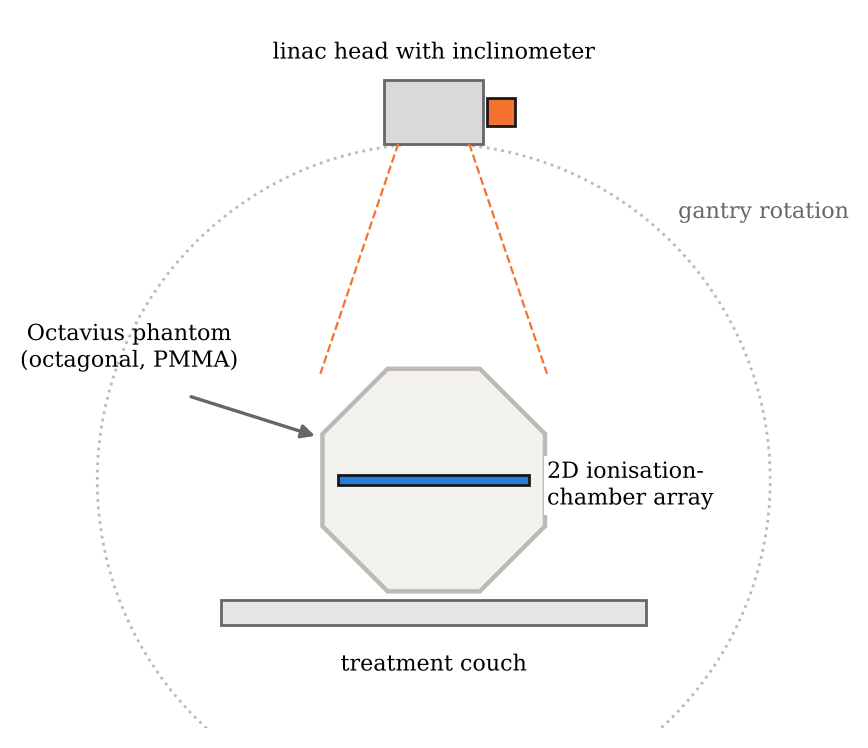 linac head with inclinometer
gantry rotation
Octavius phantom
(octagonal, PMMA)
2D ionisation-
chamber array
treatment couch